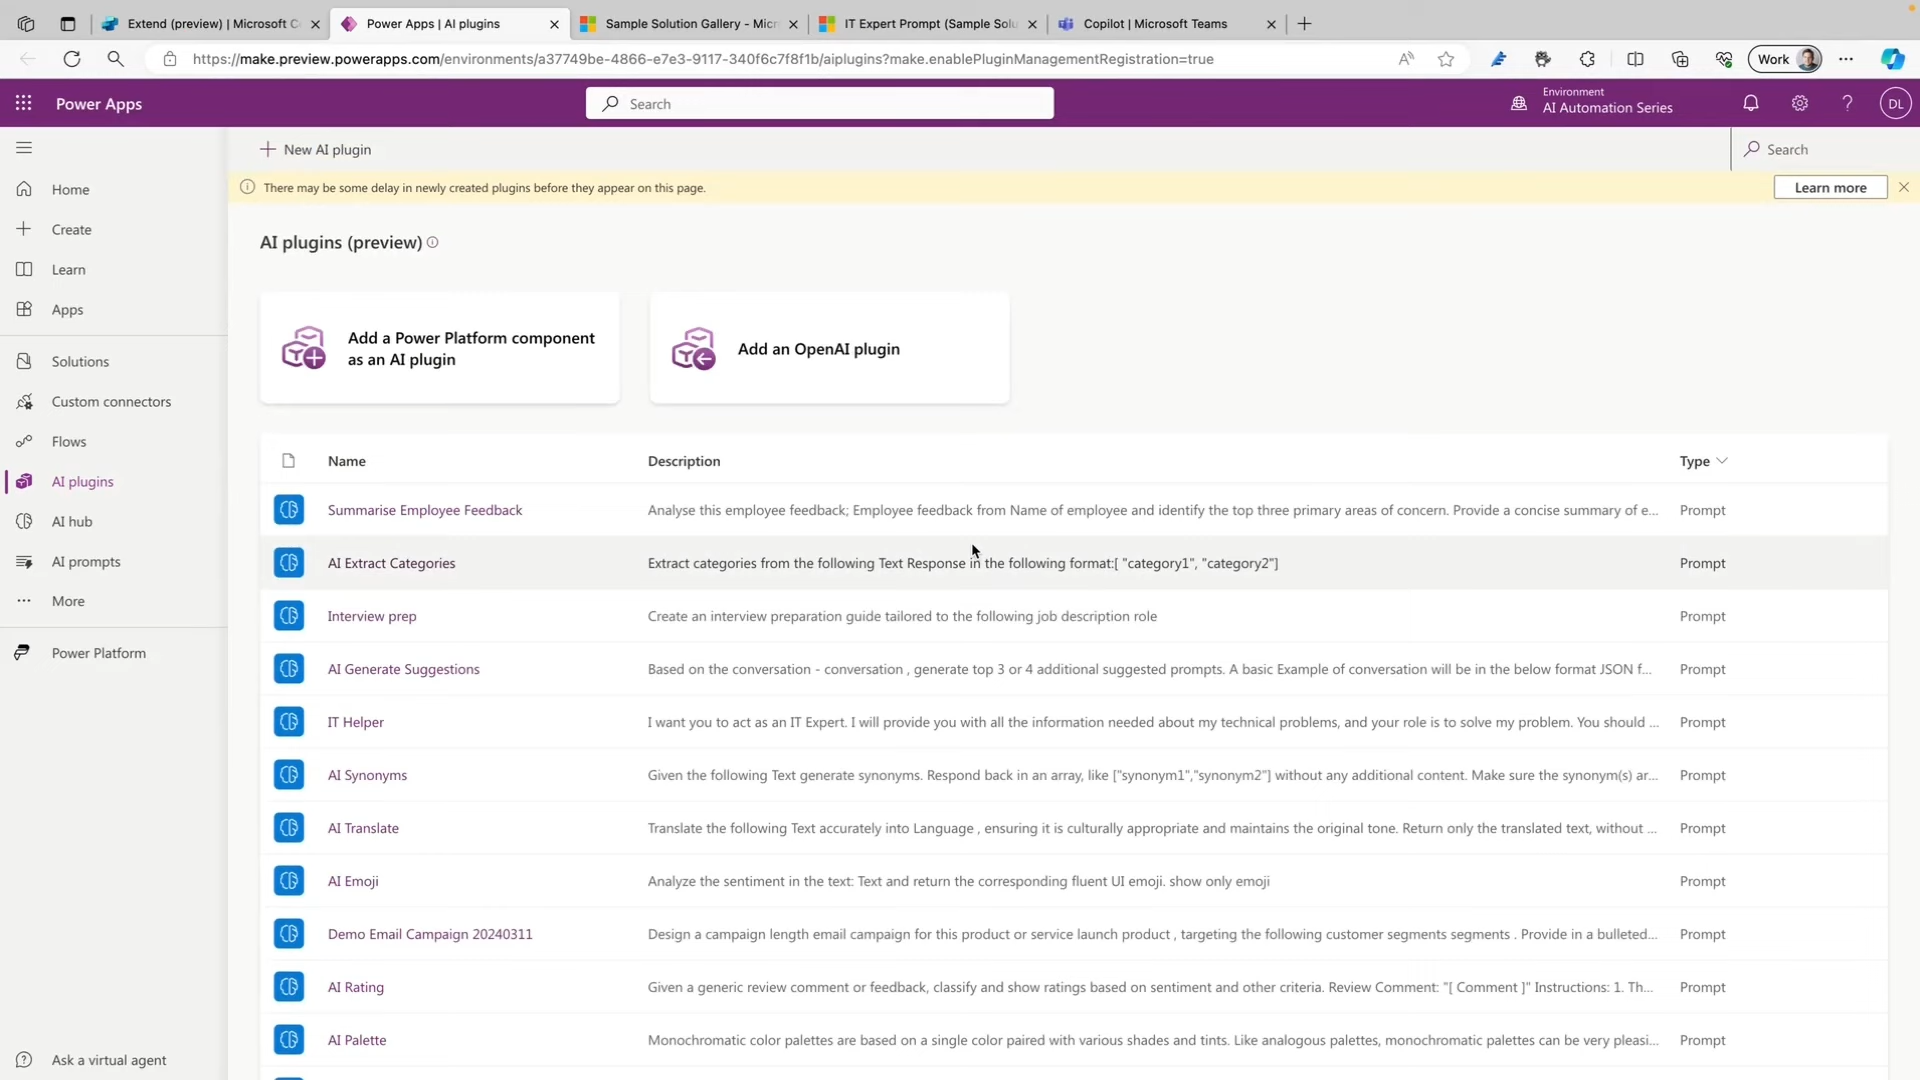 Extend (preview) | Microsoft C
Power Apps | AI plugins
Sample Solution Gallery - Micr
IT Expert Prompt (Sample Solu
Copilot | Microsoft Teams
https://make.preview.powerapps.com/environments/a37749be-4866-e7e3-9117-340f6c7f8f1b/aiplugins?make.enablePluginManagementRegistration=true
Work
Power Apps
Search
Environment
AI Automation Series
DL
New AI plugin
Search
There may be some delay in newly created plugins before they appear on this page.
Learn more
Home
Create
Learn
Apps
Solutions
Custom connectors
Flows
AI plugins
AI hub
AI prompts
More
Power Platform
Ask a virtual agent
AI plugins (preview)
Add a Power Platform component
as an AI plugin
Add an OpenAI plugin
Name Description Type
Summarise Employee Feedback Analyse this employee feedback; Employee feedback from Name of employee and identify the top three primary areas of concern. Provide a concise summary of e... Prompt
AI Extract Categories Extract categories from the following Text Response in the following format:[ "category1", "category2"] Prompt
Interview prep Create an interview preparation guide tailored to the following job description role Prompt
AI Generate Suggestions Based on the conversation - conversation , generate top 3 or 4 additional suggested prompts. A basic Example of conversation will be in the below format JSON f... Prompt
IT Helper I want you to act as an IT Expert. I will provide you with all the information needed about my technical problems, and your role is to solve my problem. You should ... Prompt
AI Synonyms Given the following Text generate synonyms. Respond back in an array, like ["synonym1","synonym2"] without any additional content. Make sure the synonym(s) ar... Prompt
AI Translate Translate the following Text accurately into Language , ensuring it is culturally appropriate and maintains the original tone. Return only the translated text, without ... Prompt
AI Emoji Analyze the sentiment in the text: Text and return the corresponding fluent UI emoji. show only emoji Prompt
Demo Email Campaign 20240311 Design a campaign length email campaign for this product or service launch product , targeting the following customer segments segments . Provide in a bulleted... Prompt
AI Rating Given a generic review comment or feedback, classify and show ratings based on sentiment and other criteria. Review Comment: "[ Comment ]" Instructions: 1. Th... Prompt
AI Palette Monochromatic color palettes are based on a single color paired with various shades and tints. Like analogous palettes, monochromatic palettes can be very pleasi... Prompt